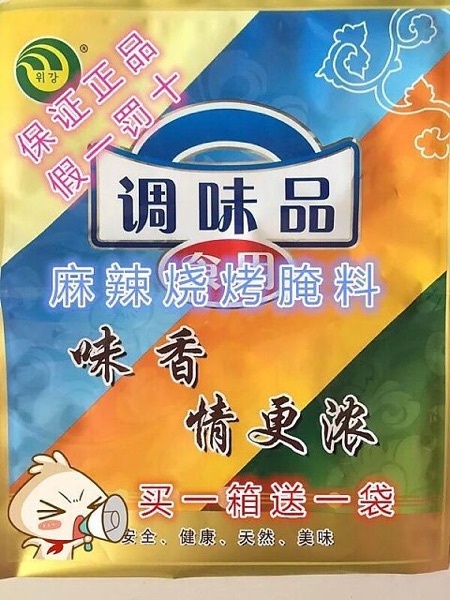 위강
®
保证正品
假一罚十
调味品
食用
麻辣烧烤腌料
味香
情更浓
买一箱送一袋
安全、健康、天然、美味